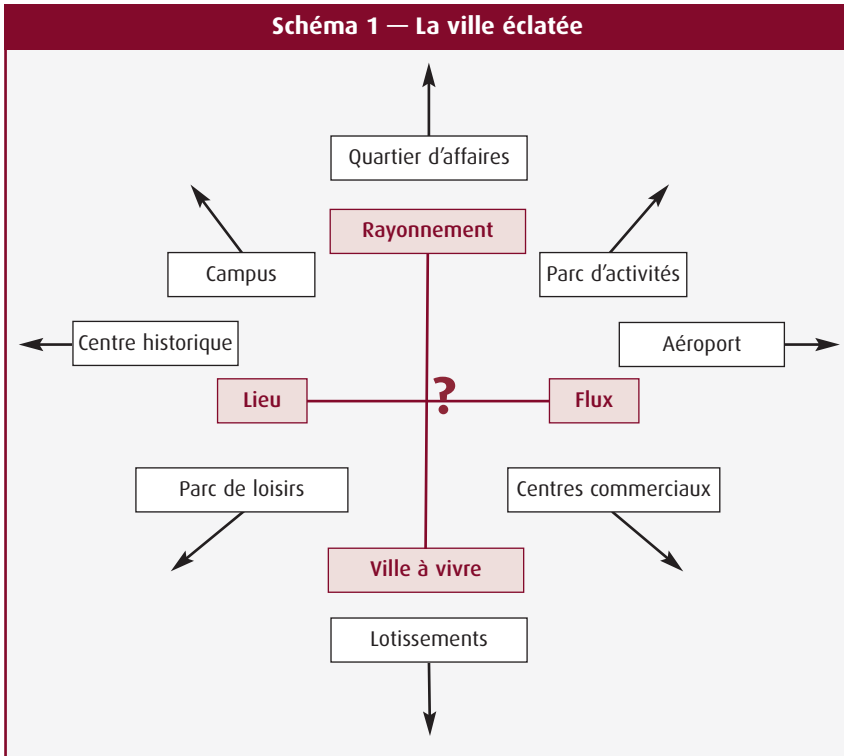 Schéma 1 — La ville éclatée
Quartier d'affaires
Rayonnement
Campus
Parc d'activités
Centre historique
Aéroport
Lieu
?
Flux
Parc de loisirs
Centres commerciaux
Ville à vivre
Lotissements